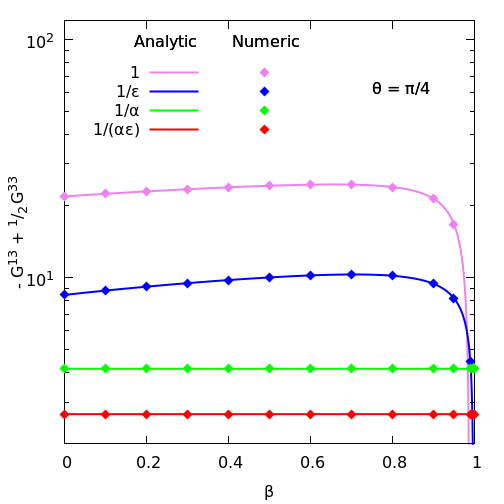 10²
Analytic Numeric
1
1/ε
θ = π/4
1/α
1/(αε)
- G¹³ + ¹/₂G³³
10¹
0 0.2 0.4 0.6 0.8 1
β